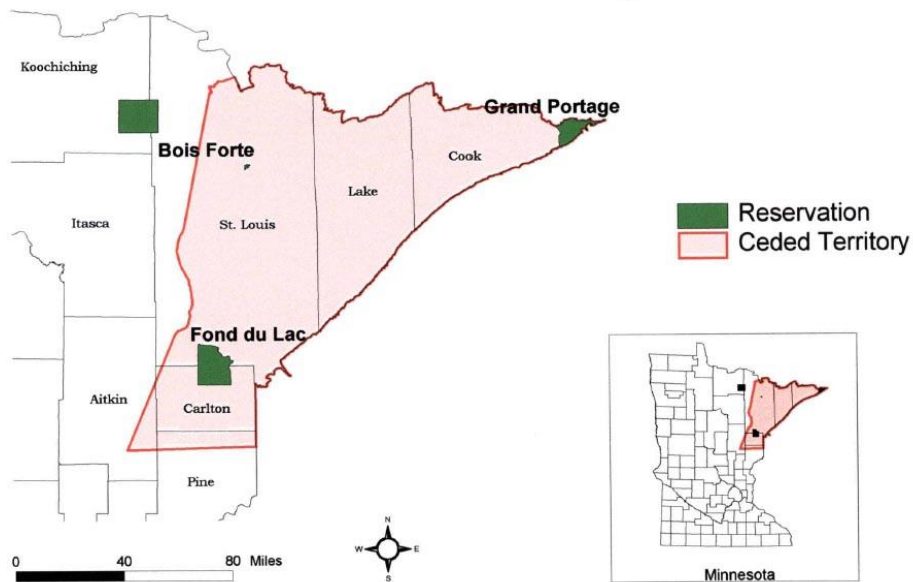 Koochiching
Grand Portage
Bois Forte
Cook
Lake
Itasca
St. Louis
Reservation
Ceded Territory
Fond du Lac
Aitkin
Carlton
Pine
N
W E
S
0 40 80 Miles
Minnesota